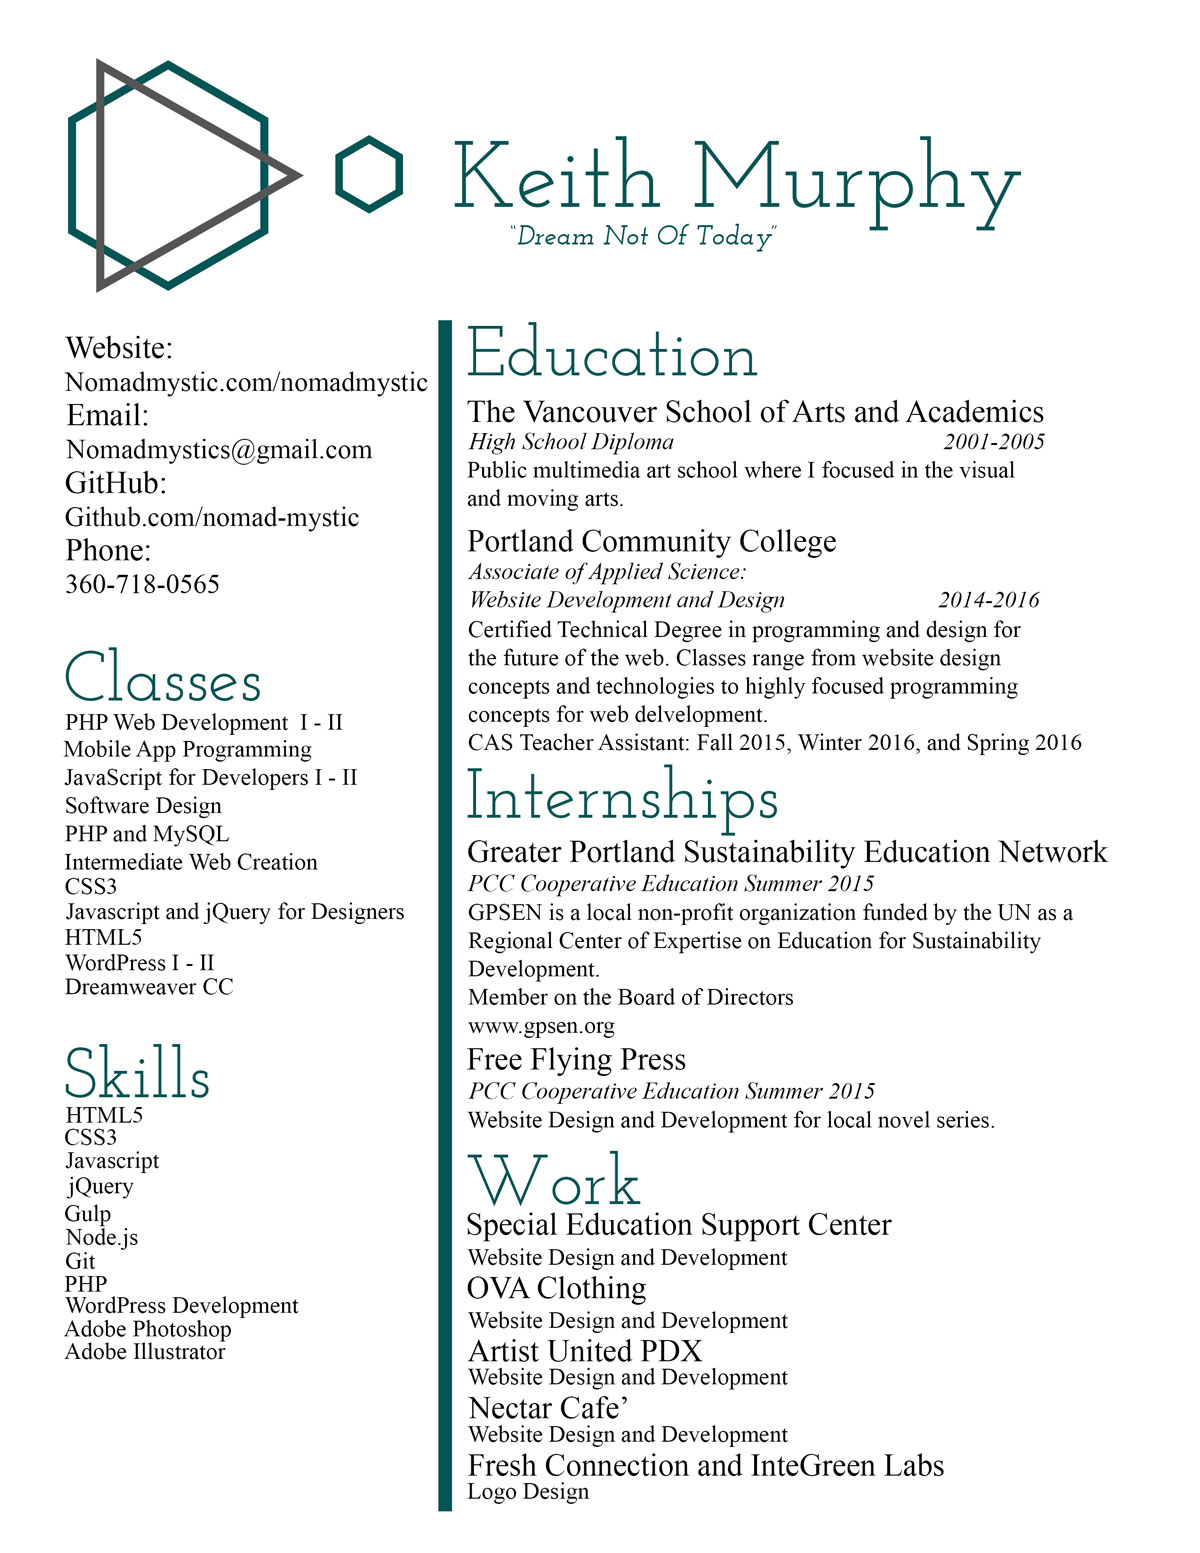 Keith Murphy
“Dream Not Of Today”
Website:
Nomadmystic.com/nomadmystic
Email:
Nomadmystics@gmail.com
GitHub:
Github.com/nomad-mystic
Phone:
360-718-0565
Classes
PHP Web Development I - II
Mobile App Programming
JavaScript for Developers I - II
Software Design
PHP and MySQL
Intermediate Web Creation
CSS3
Javascript and jQuery for Designers
HTML5
WordPress I - II
Dreamweaver CC
Skills
HTML5
CSS3
Javascript
jQuery
Gulp
Node.js
Git
PHP
WordPress Development
Adobe Photoshop
Adobe Illustrator
Education
The Vancouver School of Arts and Academics
High School Diploma 2001-2005
Public multimedia art school where I focused in the visual
and moving arts.
Portland Community College
Associate of Applied Science:
Website Development and Design 2014-2016
Certified Technical Degree in programming and design for
the future of the web. Classes range from website design
concepts and technologies to highly focused programming
concepts for web delvelopment.
CAS Teacher Assistant: Fall 2015, Winter 2016, and Spring 2016
Internships
Greater Portland Sustainability Education Network
PCC Cooperative Education Summer 2015
GPSEN is a local non-profit organization funded by the UN as a
Regional Center of Expertise on Education for Sustainability
Development.
Member on the Board of Directors
www.gpsen.org
Free Flying Press
PCC Cooperative Education Summer 2015
Website Design and Development for local novel series.
Work
Special Education Support Center
Website Design and Development
OVA Clothing
Website Design and Development
Artist United PDX
Website Design and Development
Nectar Cafe’
Website Design and Development
Fresh Connection and InteGreen Labs
Logo Design